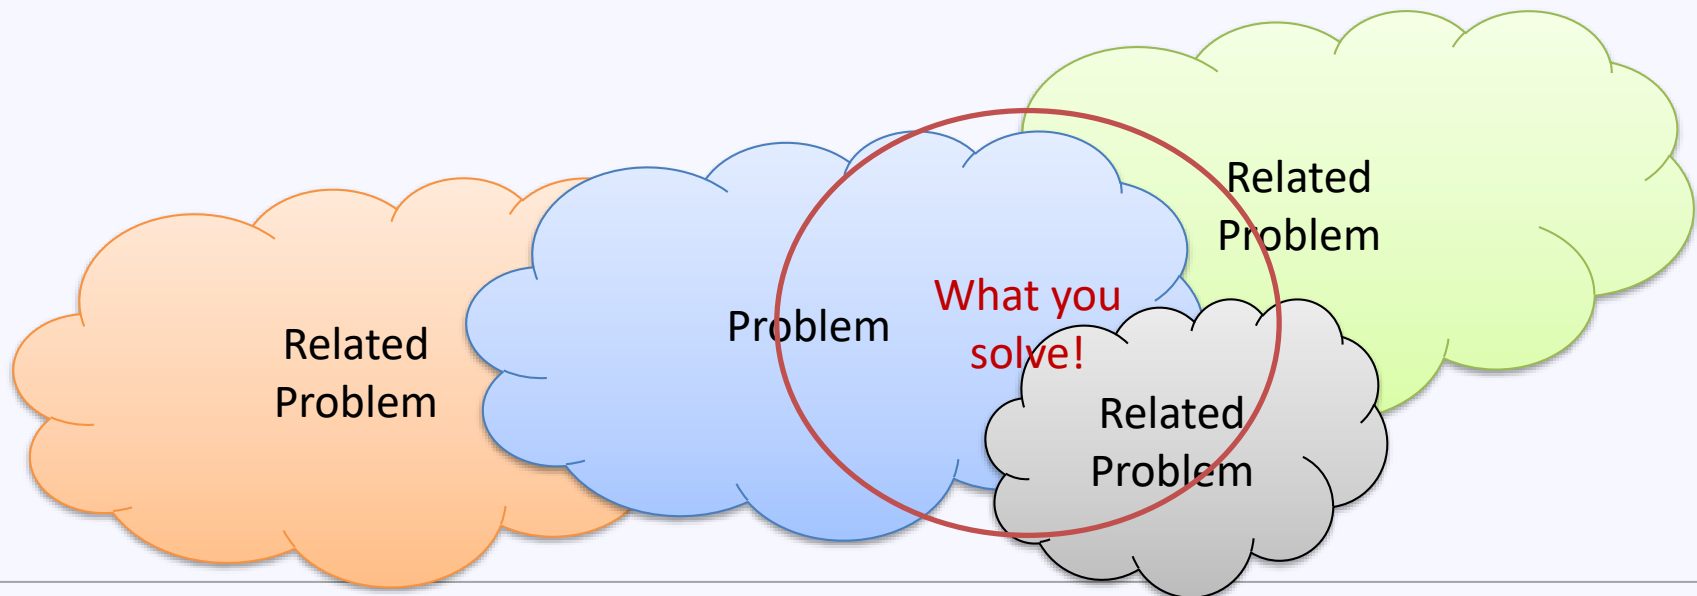 Related
Problem
Problem
What you
solve!
Related
Problem
Related
Problem